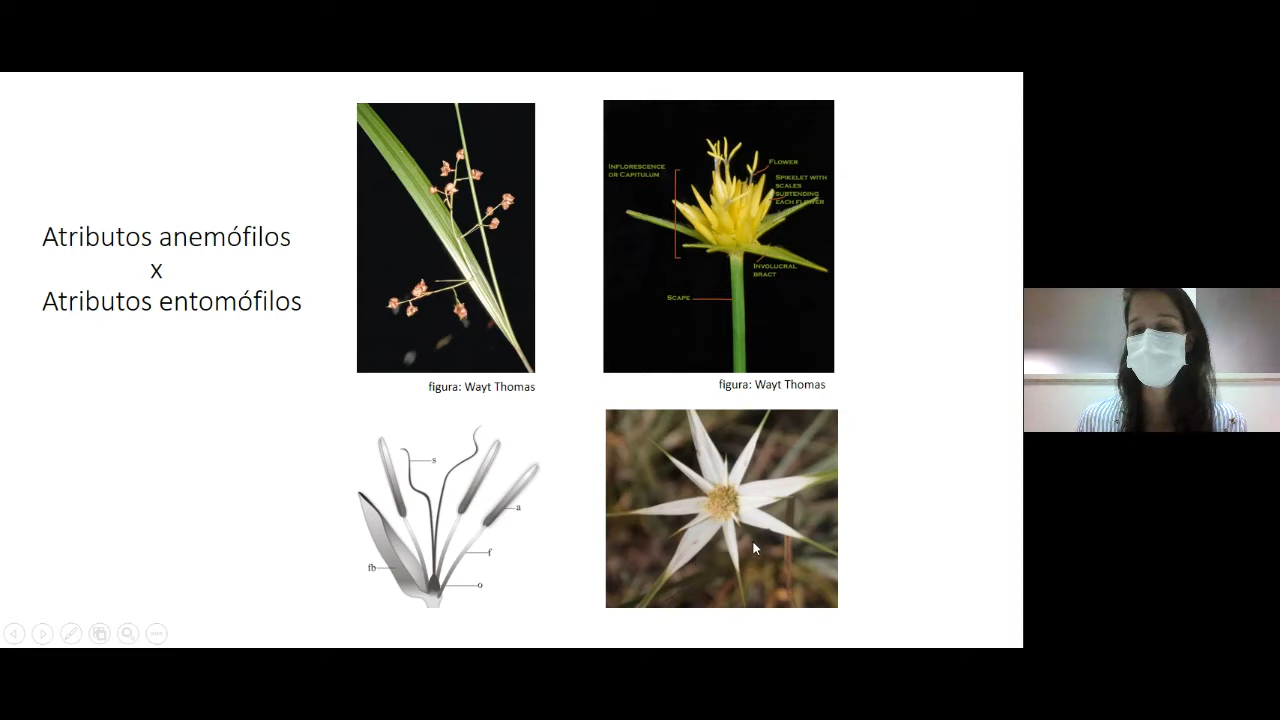 Atributos anemófilos
x
Atributos entomófilos
figura: Wayt Thomas
INFLORESCENCE
OR CAPITULUM
FLOWER
SPIKELET WITH
SCALES
SUBTENDING
EACH FLOWER
INVOLUCRAL
BRACT
SCAPE
figura: Wayt Thomas
s
a
f
fb
o